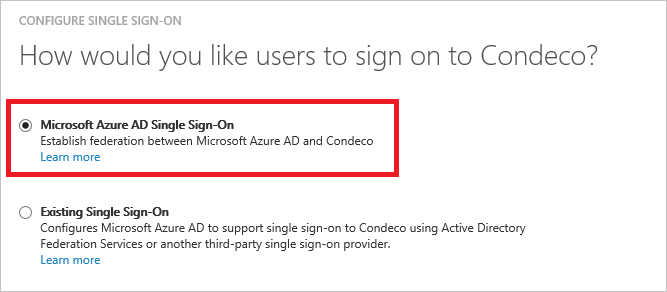 CONFIGURE SINGLE SIGN-ON
How would you like users to sign on to Condeco?
Microsoft Azure AD Single Sign-On
Establish federation between Microsoft Azure AD and Condeco
Learn more
Existing Single Sign-On
Configures Microsoft Azure AD to support single sign-on to Condeco using Active Directory
Federation Services or another third-party single sign-on provider.
Learn more